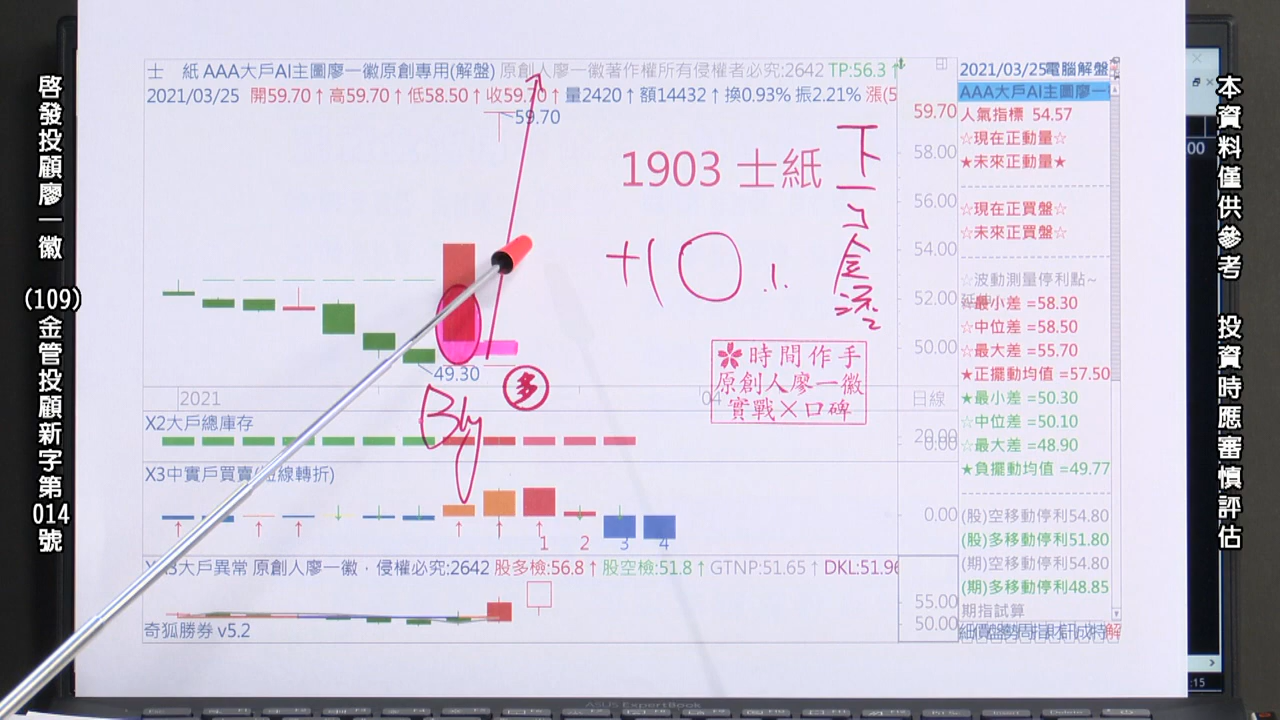 啓發投顧廖一徽 (109)金管投顧新字第014號
本資料僅供參考 投資時應審慎評估
士 紙 AAA大戶AI主圖廖一徽原創專用(解盤) 原創人廖一徽著作權所有侵權者必究:2642 TP:56.3↑
2021/03/25 開59.70↑ 高59.70↑ 低58.50↑ 收59.70↑ 量2420↑ 額14432↑ 換0.93% 振2.21% 漲(5
59.70
1903 士紙
下一ㄅ金流
+10
49.30
Buy
多
時間作手
原創人廖一徽
實戰×口碑
59.70
58.00
56.00
54.00
52.00
50.00
2021
04
日線
X2大戶總庫存
20.00
0.00
X3中實戶買賣(短線轉折)
0.00
1 2 3 4
大戶異常 原創人廖一徽，侵權必究:2642 股多檢:56.8↑ 股空檢:51.8↑ GTNP:51.65↑ DKL:51.96
55.00
50.00
奇狐勝券 v5.2
2021/03/25電腦解盤
AAA大戶AI主圖廖一
人氣指標 54.57
☆現在正動量☆
★未來正動量★
☆現在正買盤☆
☆未來正買盤☆
☆波動測量停利點~
★最小差 =58.30
☆中位差 =58.50
☆最大差 =55.70
★正擺動均值 =57.50
★最小差 =50.30
☆中位差 =50.10
☆最大差 =48.90
★負擺動均值 =49.77
(股)空移動停利54.80
(股)多移動停利51.80
(期)空移動停利54.80
(期)多移動停利48.85
期指試算
00
:15
ASUS ExpertBook